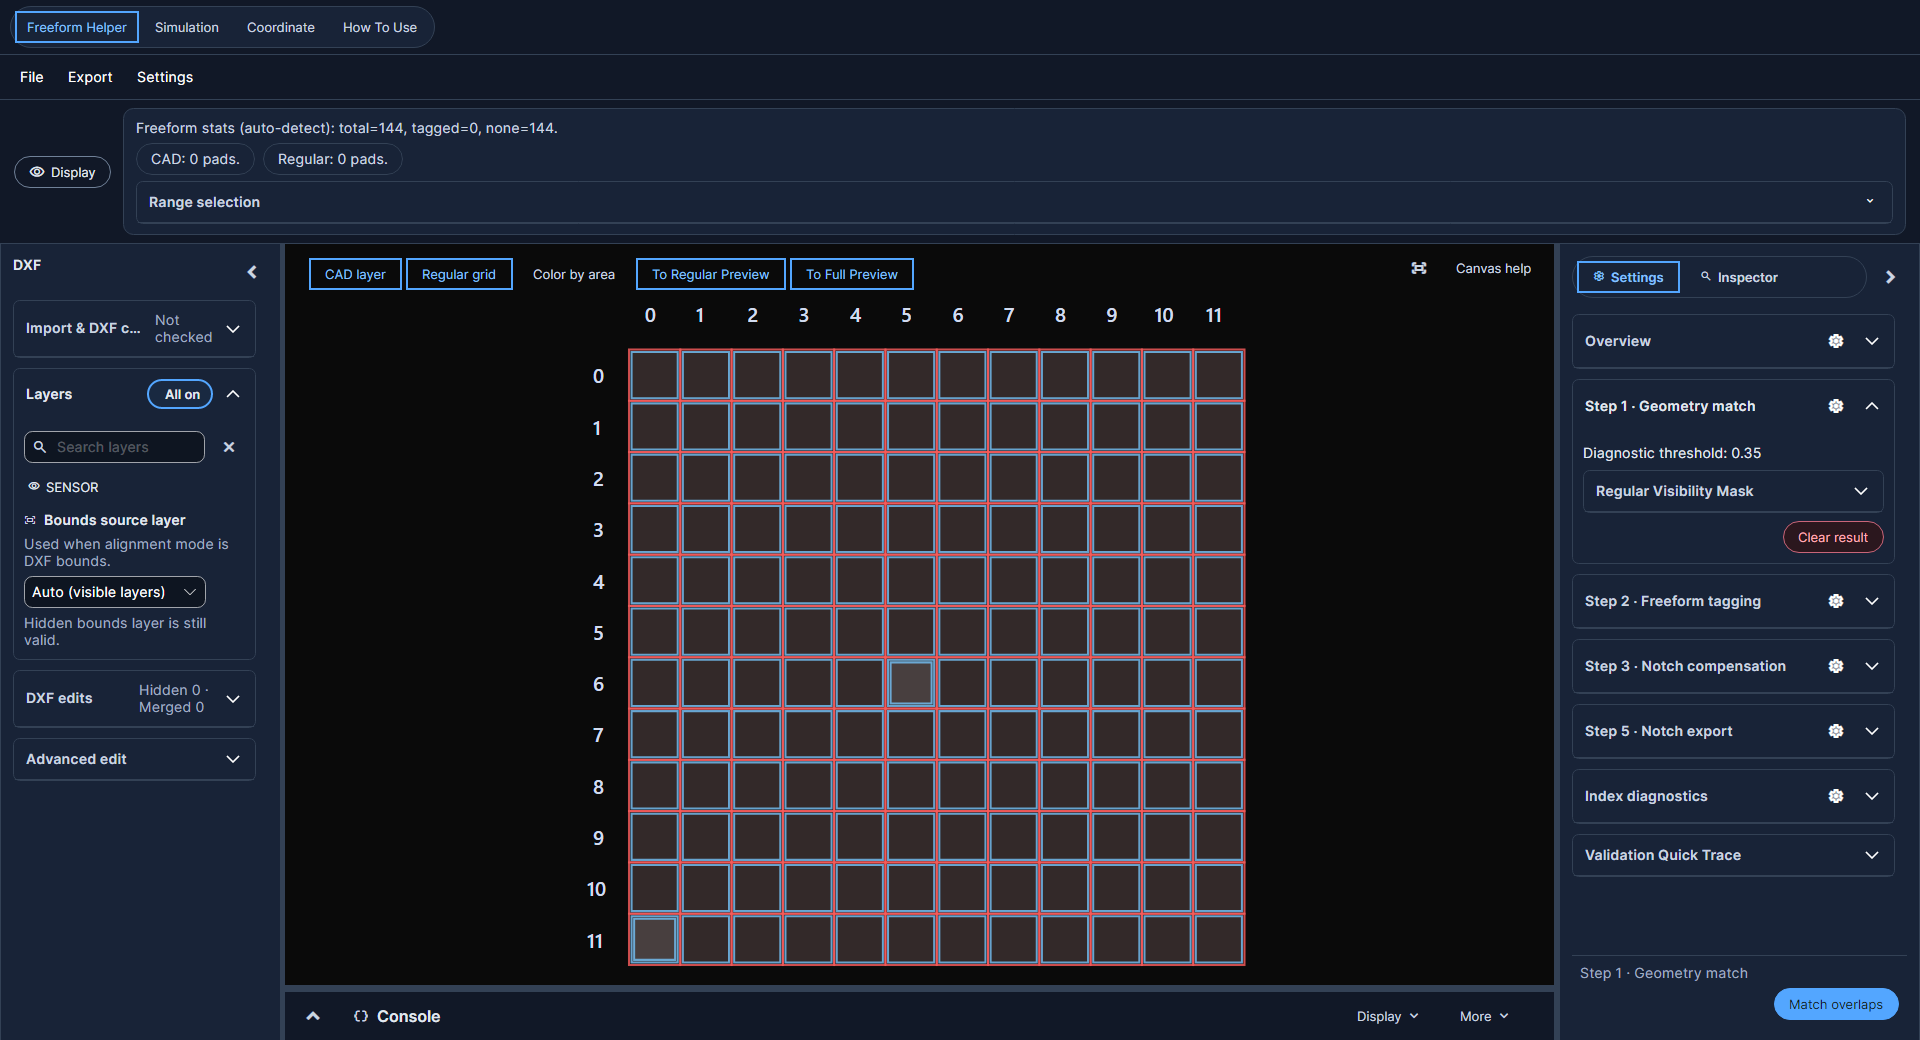 Freeform Helper Simulation Coordinate How To Use
File Export Settings
Display
Freeform stats (auto-detect): total=144, tagged=0, none=144.
CAD: 0 pads. Regular: 0 pads.
Range selection
DXF
Import & DXF c... Not checked
Layers All on
Search layers
SENSOR
Bounds source layer
Used when alignment mode is
DXF bounds.
Auto (visible layers)
Hidden bounds layer is still
valid.
DXF edits Hidden 0 ·
Merged 0
Advanced edit
CAD layer Regular grid Color by area To Regular Preview To Full Preview Canvas help
0 1 2 3 4 5 6 7 8 9 10 11
0
1
2
3
4
5
6
7
8
9
10
11
Console Display More
Settings Inspector
Overview
Step 1 · Geometry match
Diagnostic threshold: 0.35
Regular Visibility Mask
Clear result
Step 2 · Freeform tagging
Step 3 · Notch compensation
Step 5 · Notch export
Index diagnostics
Validation Quick Trace
Step 1 · Geometry match
Match overlaps